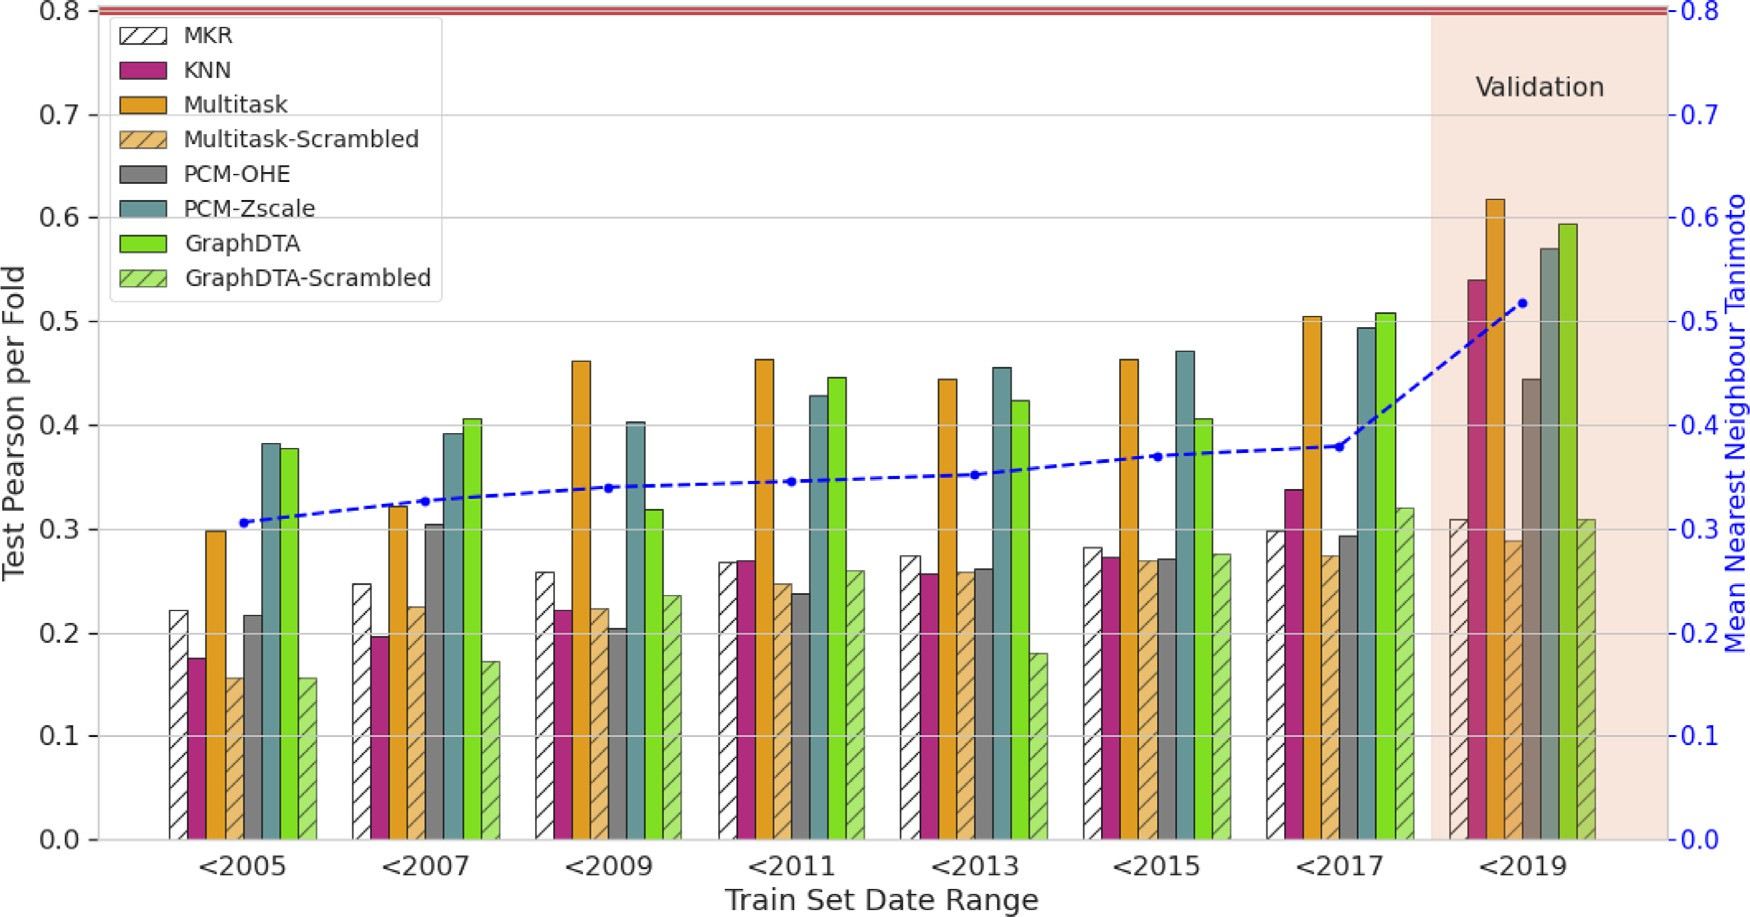 0.8
0.7
0.6
0.5
0.4
0.3
0.2
0.1
0.0
Test Pearson per Fold
MKR
KNN
Multitask
Multitask-Scrambled
PCM-OHE
PCM-Zscale
GraphDTA
GraphDTA-Scrambled
Validation
0.8
0.7
0.6
0.5
0.4
0.3
0.2
0.1
0.0
Mean Nearest Neighbour Tanimoto
<2005 <2007 <2009 <2011 <2013 <2015 <2017 <2019
Train Set Date Range